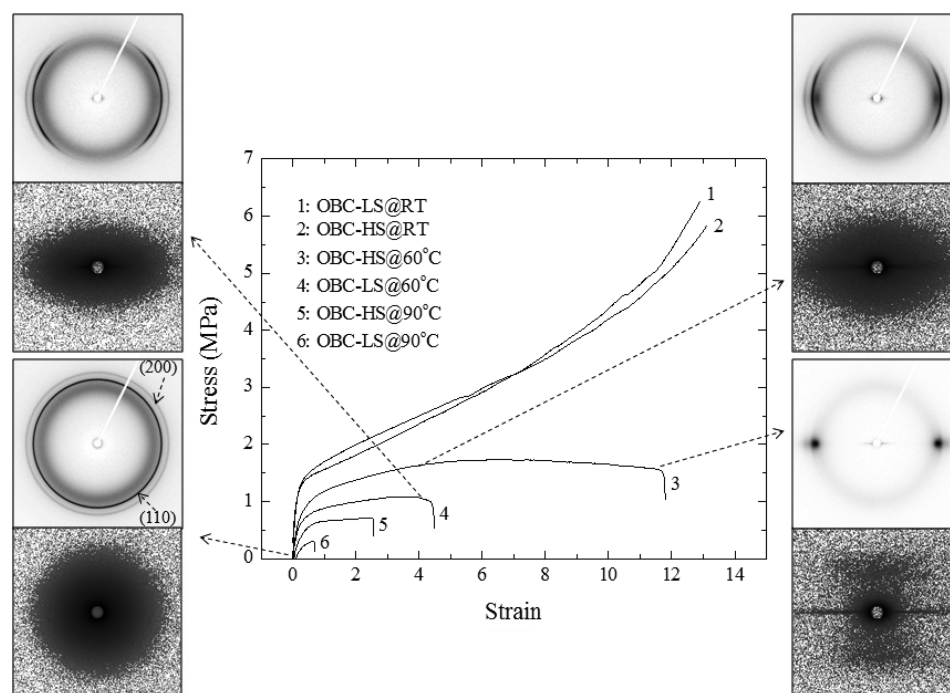 7
6
5
4
3
2
1
0
Stress (MPa)
1: OBC-LS@RT
2: OBC-HS@RT
3: OBC-HS@60°C
4: OBC-LS@60°C
5: OBC-HS@90°C
6: OBC-LS@90°C
1
2
3
4
5
6
0 2 4 6 8 10 12 14
Strain
(200)
(110)